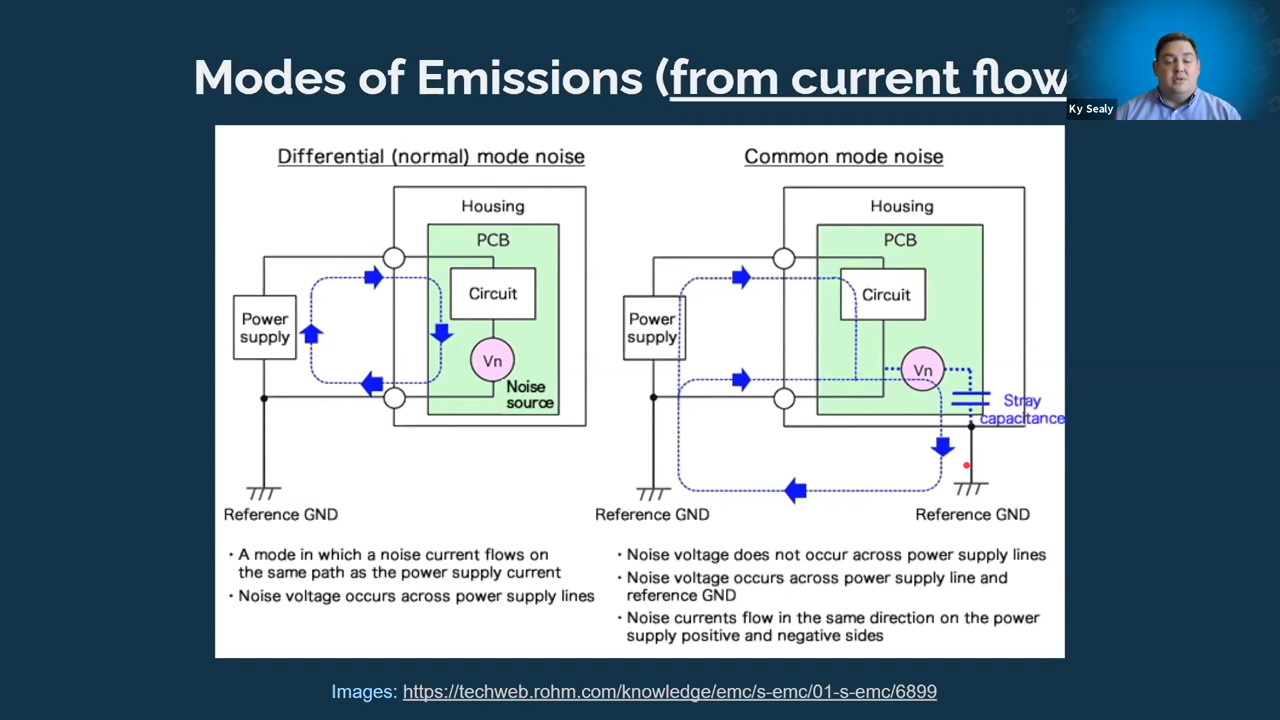 Modes of Emissions (from current flow
Ky Sealy
Differential (normal) mode noise
Housing
PCB
Circuit
Power
supply
Vn
Noise
source
Reference GND
· A mode in which a noise current flows on
the same path as the power supply current
· Noise voltage occurs across power supply lines
Common mode noise
Housing
PCB
Circuit
Power
supply
Vn
Stray
capacitance
Reference GND
Reference GND
· Noise voltage does not occur across power supply lines
· Noise voltage occurs across power supply line and
reference GND
· Noise currents flow in the same direction on the power
supply positive and negative sides
Images: https://techweb.rohm.com/knowledge/emc/s-emc/01-s-emc/6899